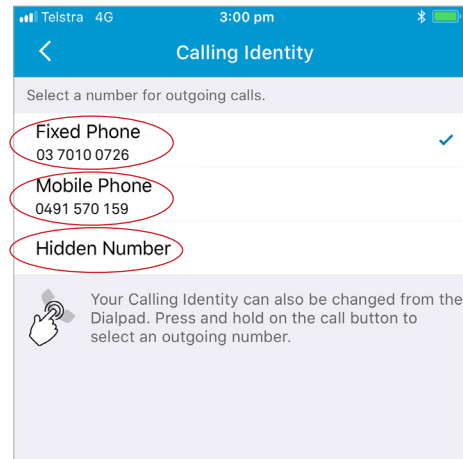 Telstra 4G 3:00 pm
Calling Identity
Select a number for outgoing calls.
Fixed Phone
03 7010 0726
Mobile Phone
0491 570 159
Hidden Number
Your Calling Identity can also be changed from the
Dialpad. Press and hold on the call button to
select an outgoing number.